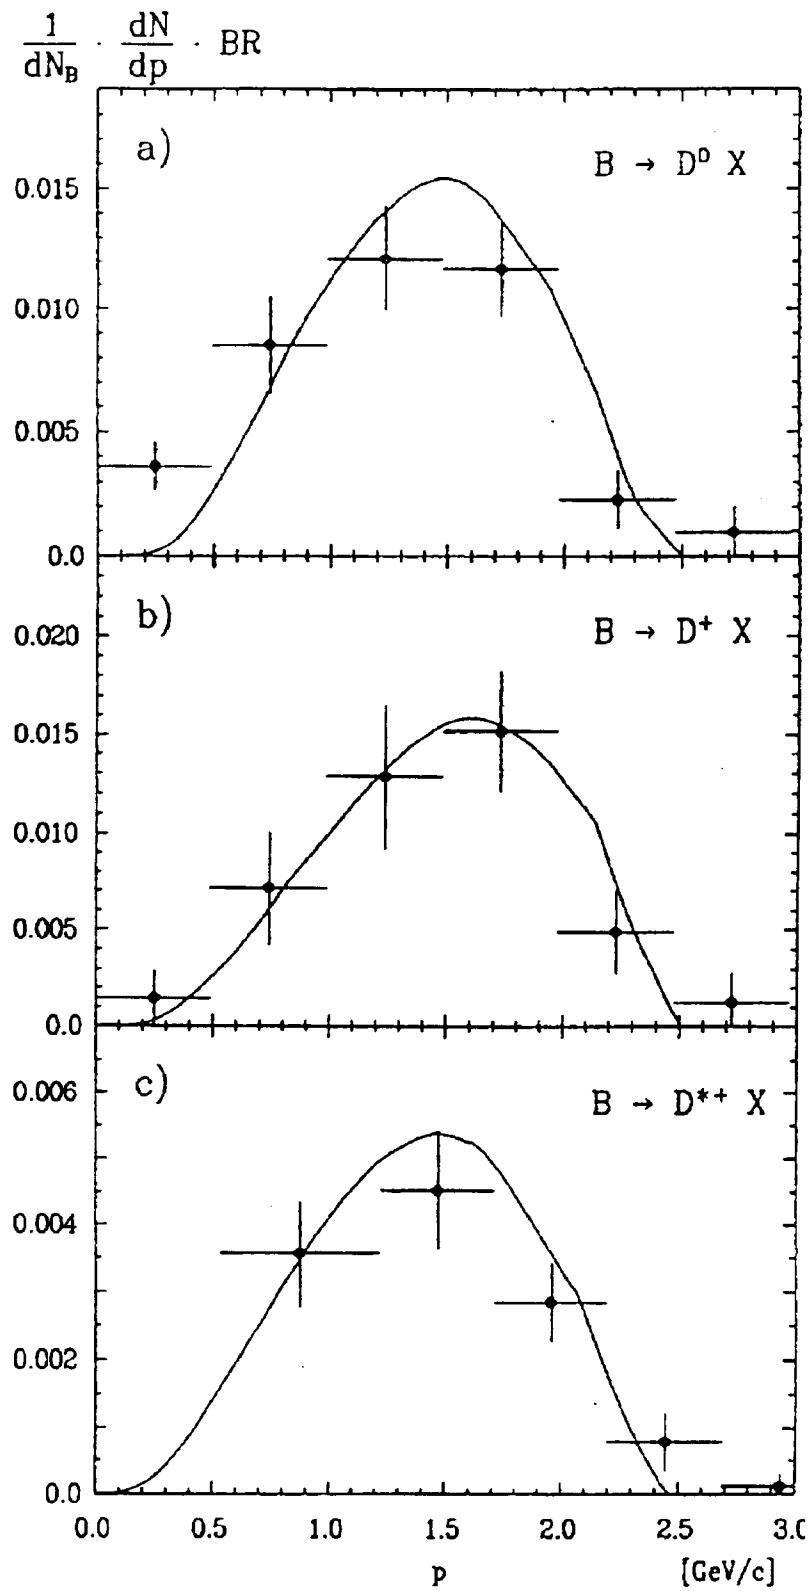 1/dN_B · dN/dp · BR
a)
B → D⁰ X
0.015
0.010
0.005
0.0
b)
B → D⁺ X
0.020
0.015
0.010
0.005
0.0
c)
B → D*⁺ X
0.006
0.004
0.002
0.0
0.0 0.5 1.0 1.5 2.0 2.5 3.0
p [GeV/c]